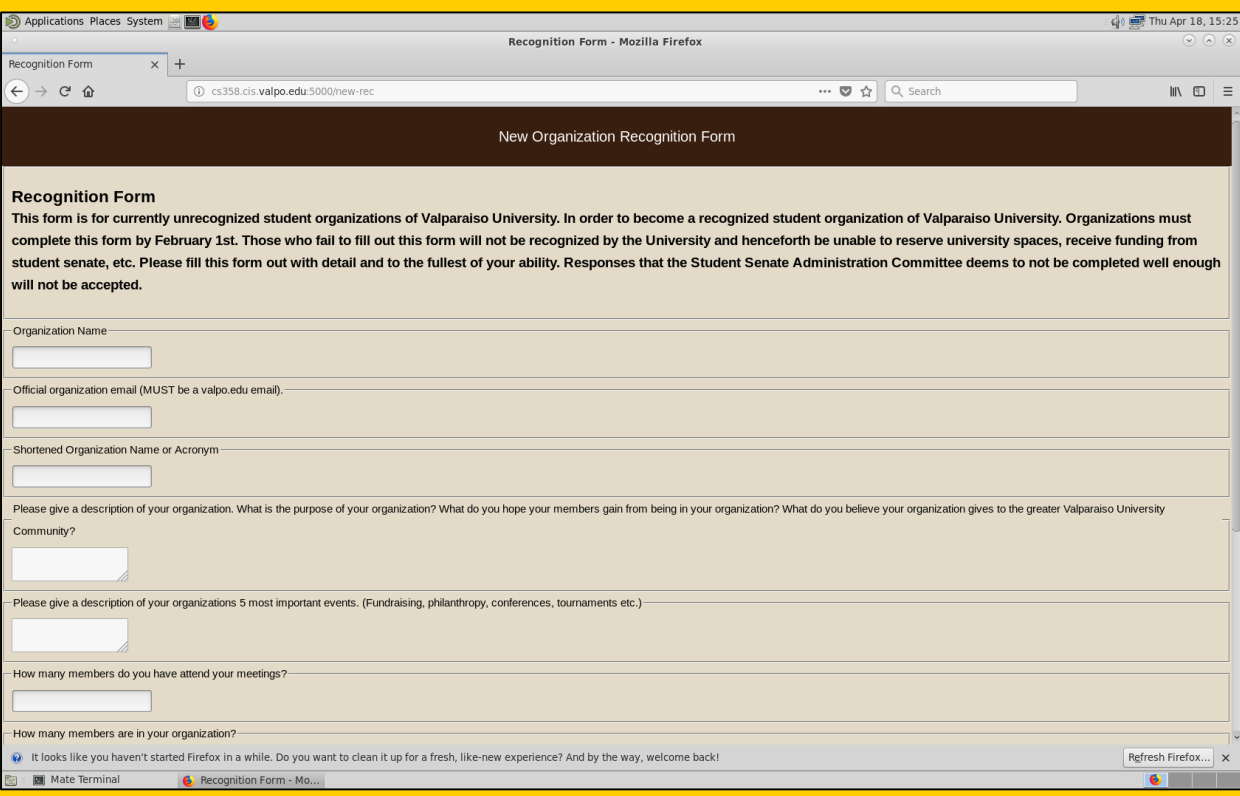 Applications Places System
Thu Apr 18, 15:25
Recognition Form - Mozilla Firefox
Recognition Form
cs358.cis.valpo.edu:5000/new-rec
Search
New Organization Recognition Form
Recognition Form
This form is for currently unrecognized student organizations of Valparaiso University. In order to become a recognized student organization of Valparaiso University. Organizations must
complete this form by February 1st. Those who fail to fill out this form will not be recognized by the University and henceforth be unable to reserve university spaces, receive funding from
student senate, etc. Please fill this form out with detail and to the fullest of your ability. Responses that the Student Senate Administration Committee deems to not be completed well enough
will not be accepted.
Organization Name
Official organization email (MUST be a valpo.edu email).
Shortened Organization Name or Acronym
Please give a description of your organization. What is the purpose of your organization? What do you hope your members gain from being in your organization? What do you believe your organization gives to the greater Valparaiso University
Community?
Please give a description of your organizations 5 most important events. (Fundraising, philanthropy, conferences, tournaments etc.)
How many members do you have attend your meetings?
How many members are in your organization?
It looks like you haven't started Firefox in a while. Do you want to clean it up for a fresh, like-new experience? And by the way, welcome back!
Refresh Firefox...
Mate Terminal
Recognition Form - Mo...